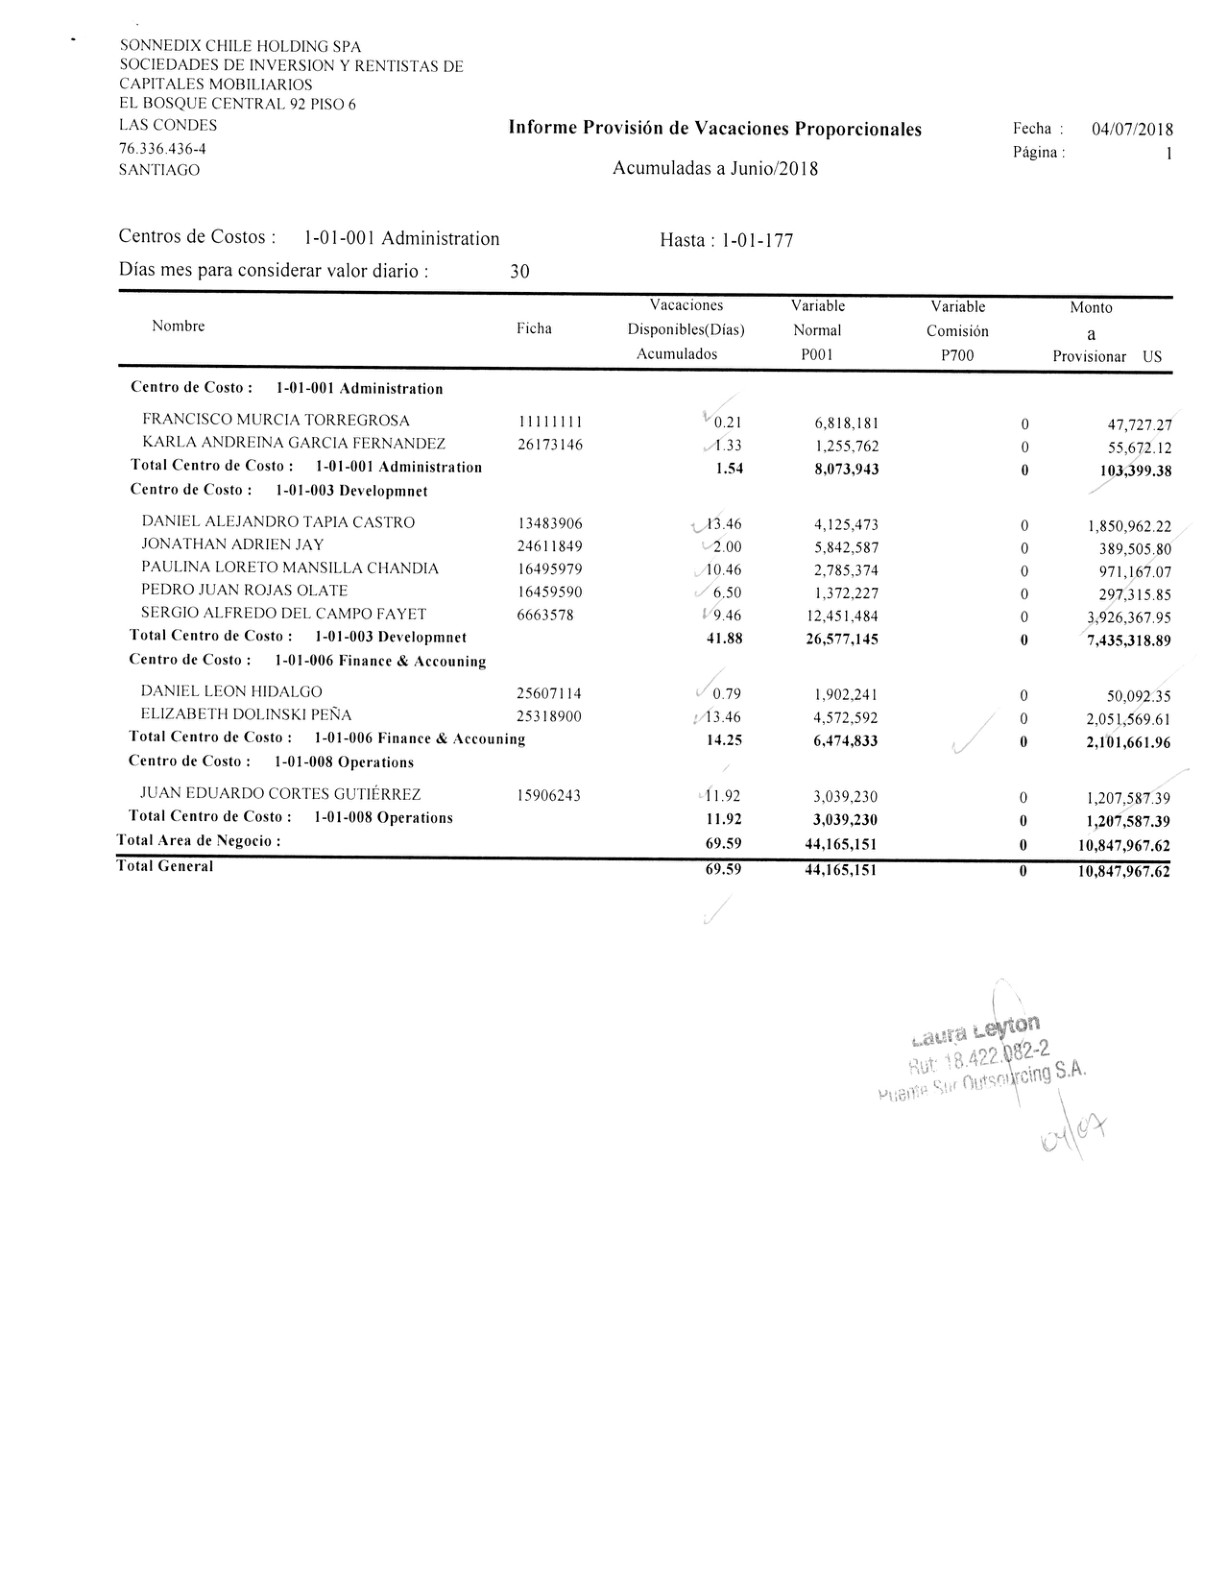 SONNEDIX CHILE HOLDING SPA
SOCIEDADES DE INVERSION Y RENTISTAS DE
CAPITALES MOBILIARIOS
EL BOSQUE CENTRAL 92 PISO 6
LAS CONDES
76.336.436-4
SANTIAGO
Informe Provisión de Vacaciones Proporcionales
Acumuladas a Junio/2018
Fecha : 04/07/2018
Página : 1
Centros de Costos : 1-01-001 Administration Hasta : 1-01-177
Días mes para considerar valor diario : 30
Vacaciones Variable Variable Monto
Nombre Ficha Disponibles(Días) Normal Comisión a
Acumulados P001 P700 Provisionar US
Centro de Costo : 1-01-001 Administration
FRANCISCO MURCIA TORREGROSA 11111111 0.21 6,818,181 0 47,727.27
KARLA ANDREINA GARCIA FERNANDEZ 26173146 1.33 1,255,762 0 55,672.12
Total Centro de Costo : 1-01-001 Administration 1.54 8,073,943 0 103,399.38
Centro de Costo : 1-01-003 Developmnet
DANIEL ALEJANDRO TAPIA CASTRO 13483906 13.46 4,125,473 0 1,850,962.22
JONATHAN ADRIEN JAY 24611849 2.00 5,842,587 0 389,505.80
PAULINA LORETO MANSILLA CHANDIA 16495979 10.46 2,785,374 0 971,167.07
PEDRO JUAN ROJAS OLATE 16459590 6.50 1,372,227 0 297,315.85
SERGIO ALFREDO DEL CAMPO FAYET 6663578 9.46 12,451,484 0 3,926,367.95
Total Centro de Costo : 1-01-003 Developmnet 41.88 26,577,145 0 7,435,318.89
Centro de Costo : 1-01-006 Finance & Accouning
DANIEL LEON HIDALGO 25607114 0.79 1,902,241 0 50,092.35
ELIZABETH DOLINSKI PEÑA 25318900 13.46 4,572,592 0 2,051,569.61
Total Centro de Costo : 1-01-006 Finance & Accouning 14.25 6,474,833 0 2,101,661.96
Centro de Costo : 1-01-008 Operations
JUAN EDUARDO CORTES GUTIÉRREZ 15906243 11.92 3,039,230 0 1,207,587.39
Total Centro de Costo : 1-01-008 Operations 11.92 3,039,230 0 1,207,587.39
Total Area de Negocio : 69.59 44,165,151 0 10,847,967.62
Total General 69.59 44,165,151 0 10,847,967.62
Laura Leyton
Rut: 18.422.082-2
Puente Sur Outsourcing S.A.
04/07